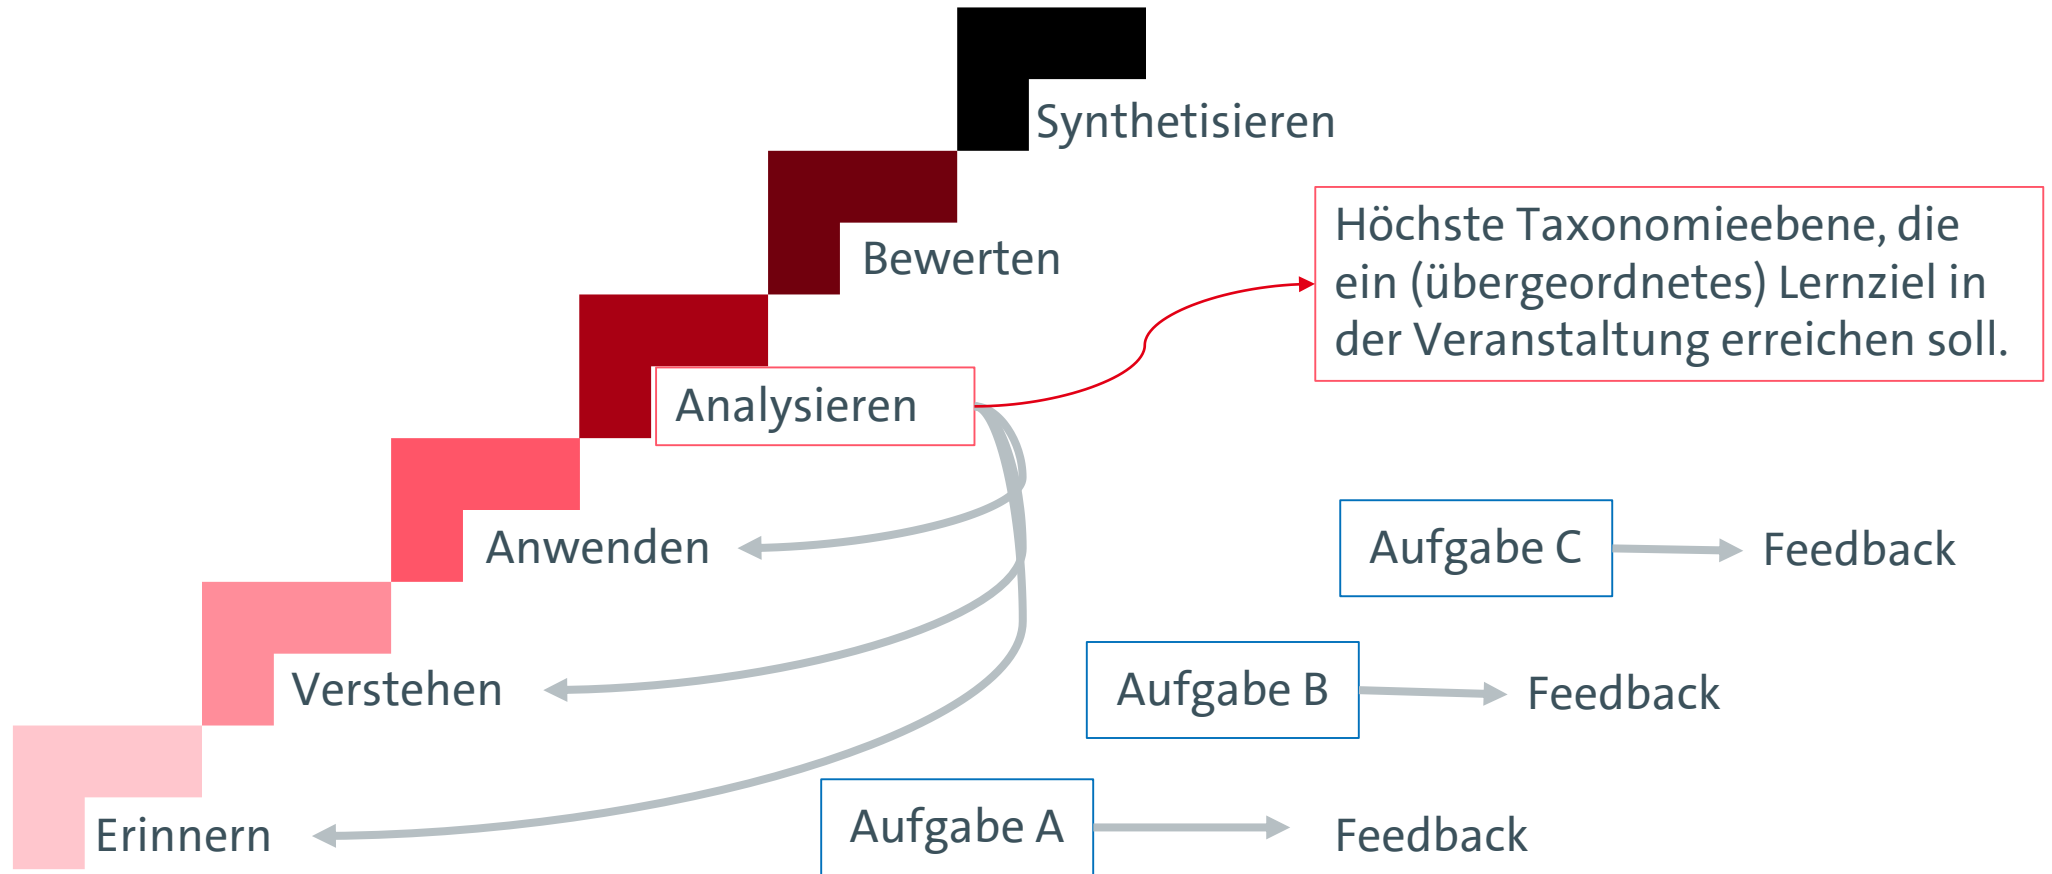 Synthetisieren
Bewerten
Höchste Taxonomieebene, die
ein (übergeordnetes) Lernziel in
der Veranstaltung erreichen soll.
Analysieren
Anwenden
Aufgabe C
Feedback
Verstehen
Aufgabe B
Feedback
Erinnern
Aufgabe A
Feedback